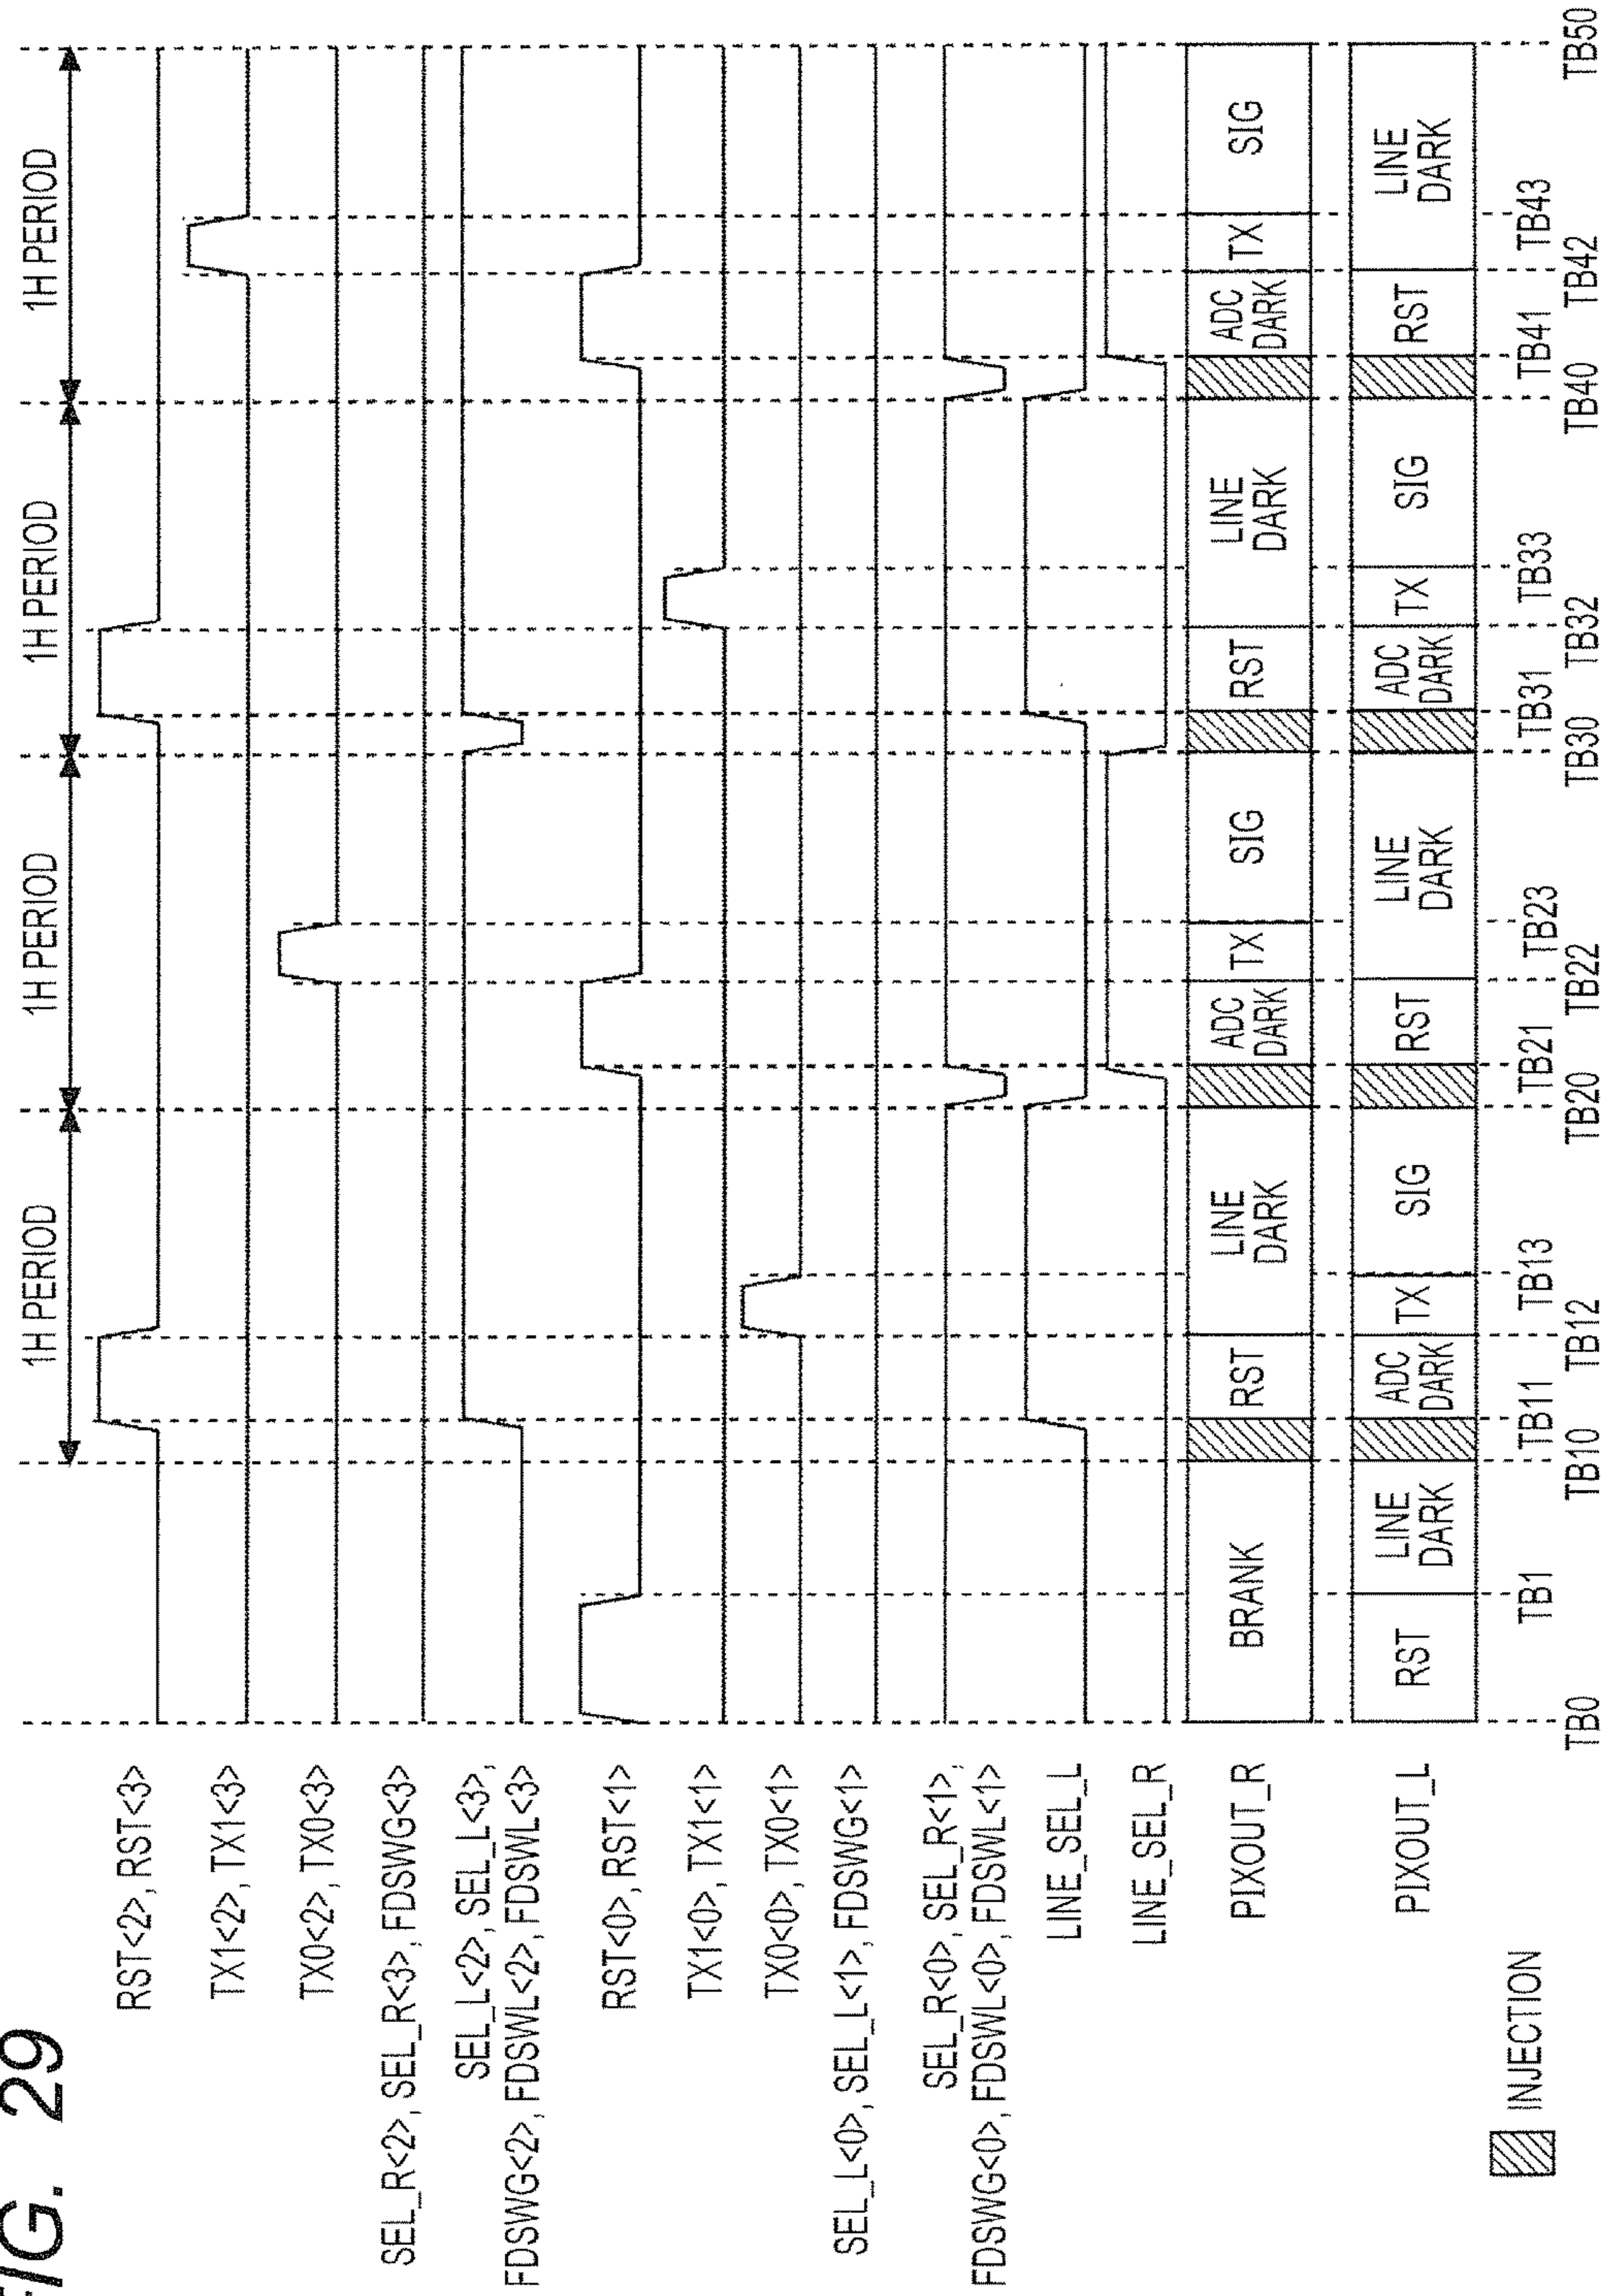 FIG. 29
1H PERIOD
1H PERIOD
1H PERIOD
1H PERIOD
RST<2>, RST<3>
TX1<2>, TX1<3>
TX0<2>, TX0<3>
SEL_R<2>, SEL_R<3>, FDSWG<3>
SEL_L<2>, SEL_L<3>,
FDSWG<2>, FDSWL<2>, FDSWL<3>
RST<0>, RST<1>
TX1<0>, TX1<1>
TX0<0>, TX0<1>
SEL_L<0>, SEL_L<1>, FDSWG<1>
SEL_R<0>, SEL_R<1>,
FDSWG<0>, FDSWL<0>, FDSWL<1>
LINE_SEL_L
LINE_SEL_R
PIXOUT_R
BRANK
RST
LINE
DARK
ADC
DARK
TX
SIG
RST
LINE
DARK
ADC
DARK
TX
SIG
PIXOUT_L
RST
LINE
DARK
ADC
DARK
TX
SIG
RST
LINE
DARK
ADC
DARK
TX
SIG
RST
LINE
DARK
TB0
TB1
TB10
TB11
TB12
TB13
TB20
TB21
TB22
TB23
TB30
TB31
TB32
TB33
TB40
TB41
TB42
TB43
TB50
INJECTION